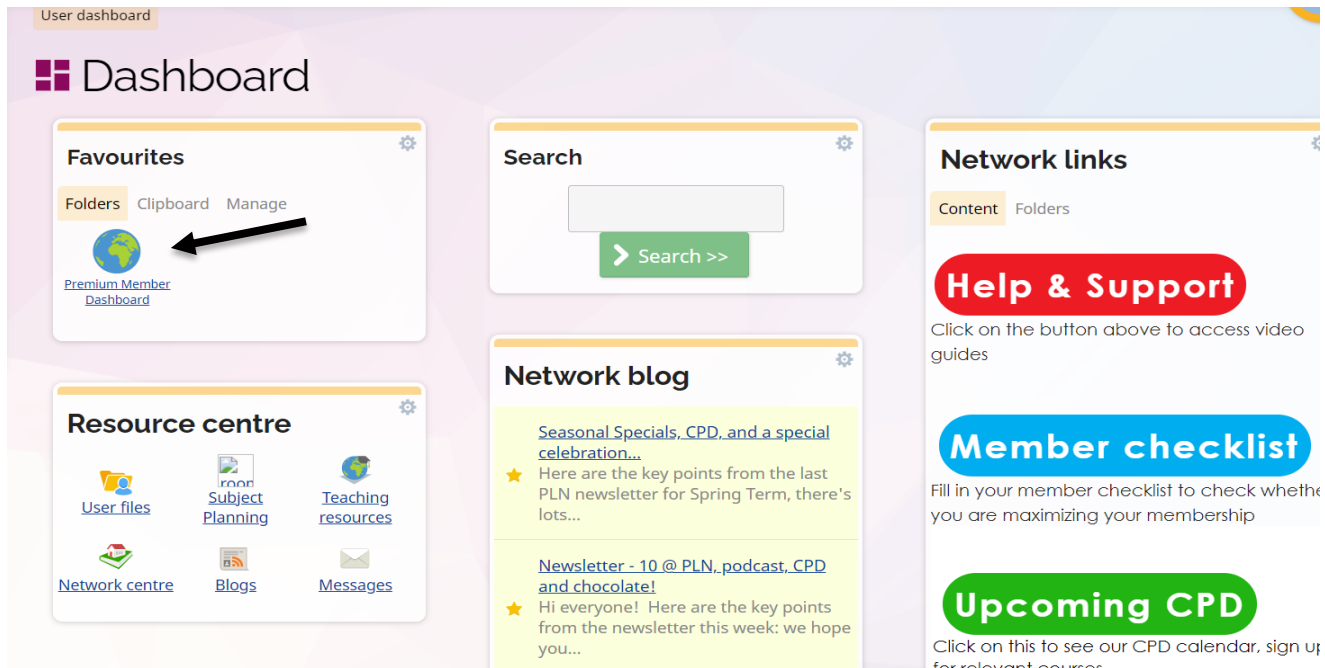 User dashboard
Dashboard
Favourites
Folders Clipboard Manage
Premium Member
Dashboard
Resource centre
User files
Subject
Planning
Teaching
resources
Network centre
Blogs
Messages
Search
Search >>
Network blog
Seasonal Specials, CPD, and a special
celebration...
Here are the key points from the last
PLN newsletter for Spring Term, there's
lots...
Newsletter - 10 @ PLN, podcast, CPD
and chocolate!
Hi everyone! Here are the key points
from the newsletter this week: we hope
you...
Network links
Content Folders
Help & Support
Click on the button above to access video
guides
Member checklist
Fill in your member checklist to check
you are maximizing your membership
Upcoming CPD
Click on this to see our CPD calendar, sign up
for relevant courses